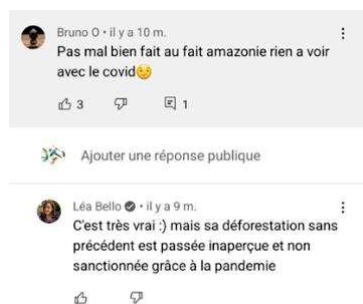 Bruno O • il y a 10 m.
Pas mal bien fait au fait amazonie rien a voir
avec le covid😉
3 1
Ajouter une réponse publique
Léa Bello • il y a 9 m.
C'est très vrai :) mais sa déforestation sans
précédent est passée inaperçue et non
sanctionnée grâce à la pandemie